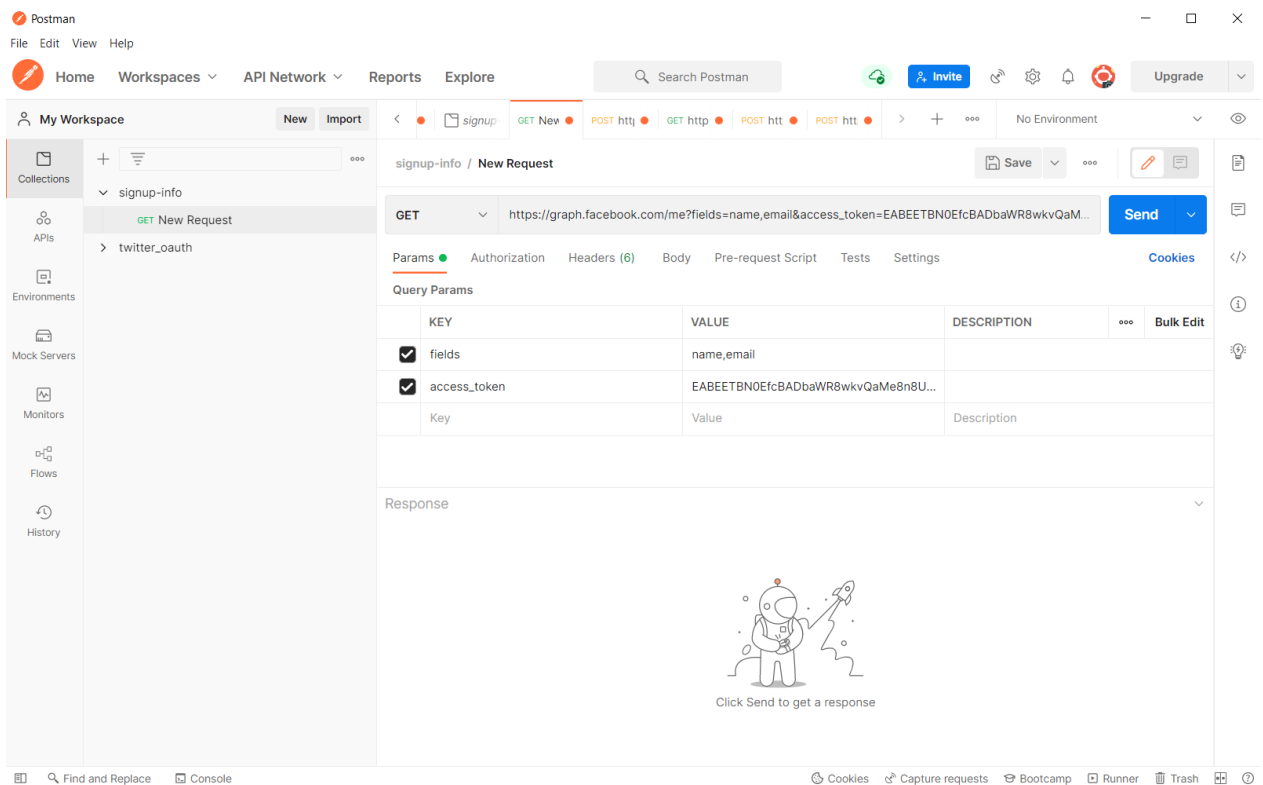 Postman
File Edit View Help
Home Workspaces API Network Reports Explore Search Postman Invite Upgrade
My Workspace New Import signup GET New POST http GET http POST htt POST htt No Environment
Collections
APIs
Environments
Mock Servers
Monitors
Flows
History
signup-info
GET New Request
twitter_oauth
signup-info / New Request Save
GET https://graph.facebook.com/me?fields=name,email&access_token=EABEETBN0EfcBADbaWR8wkvQaM... Send
Params Authorization Headers (6) Body Pre-request Script Tests Settings Cookies
Query Params
KEY VALUE DESCRIPTION Bulk Edit
fields name,email
access_token EABEETBN0EfcBADbaWR8wkvQaMe8n8U...
Key Value Description
Response
Click Send to get a response
Find and Replace Console Cookies Capture requests Bootcamp Runner Trash